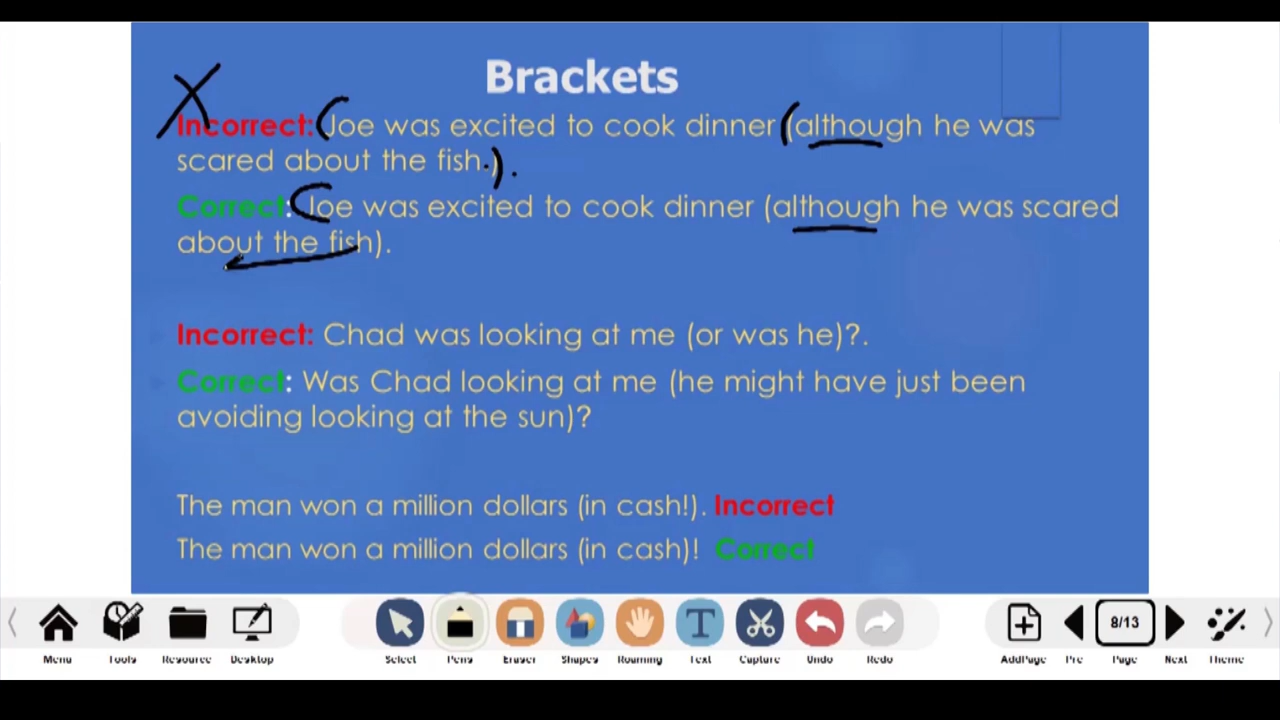 Brackets
Incorrect: Joe was excited to cook dinner (although he was
scared about the fish.).
Correct: Joe was excited to cook dinner (although he was scared
about the fish).
Incorrect: Chad was looking at me (or was he)?.
Correct: Was Chad looking at me (he might have just been
avoiding looking at the sun)?
The man won a million dollars (in cash!). Incorrect
The man won a million dollars (in cash)! Correct
8/13
Menu Tools Resource Desktop Select Pens Eraser Shapes Roaming Text Capture Undo Redo AddPage Pre Page Next Theme